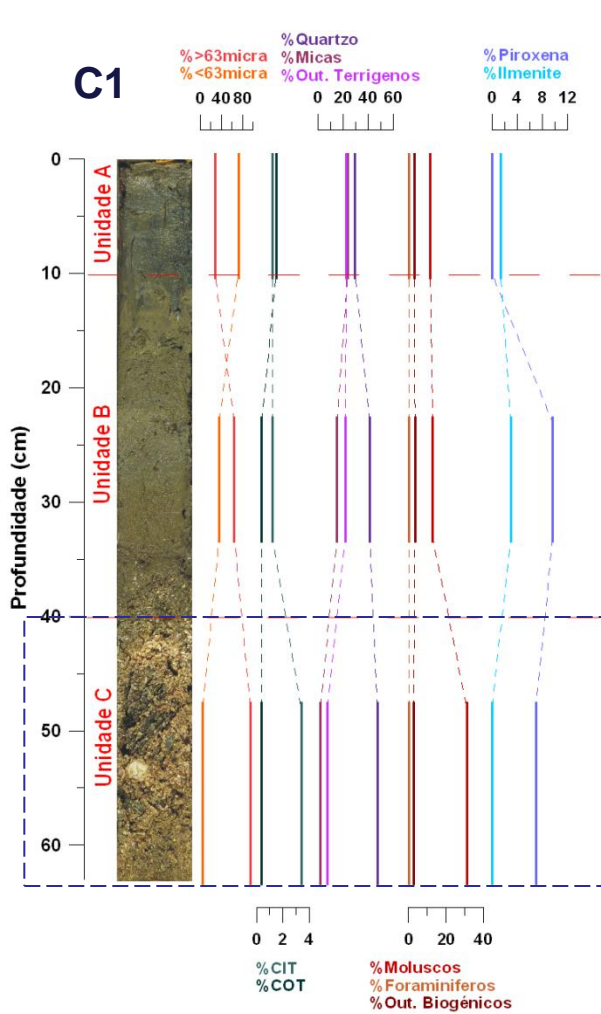 C1
%>63micra
%<63micra
%Quartzo
%Micas
%Out. Terrigenos
%Piroxena
%Ilmenite
0 40 80
0 20 40 60
0 4 8 12
Profundidade (cm)
0
10
20
30
40
50
60
Unidade A
Unidade B
Unidade C
0 2 4
0 20 40
%CIT
%COT
%Moluscos
%Foraminiferos
%Out. Biogénicos